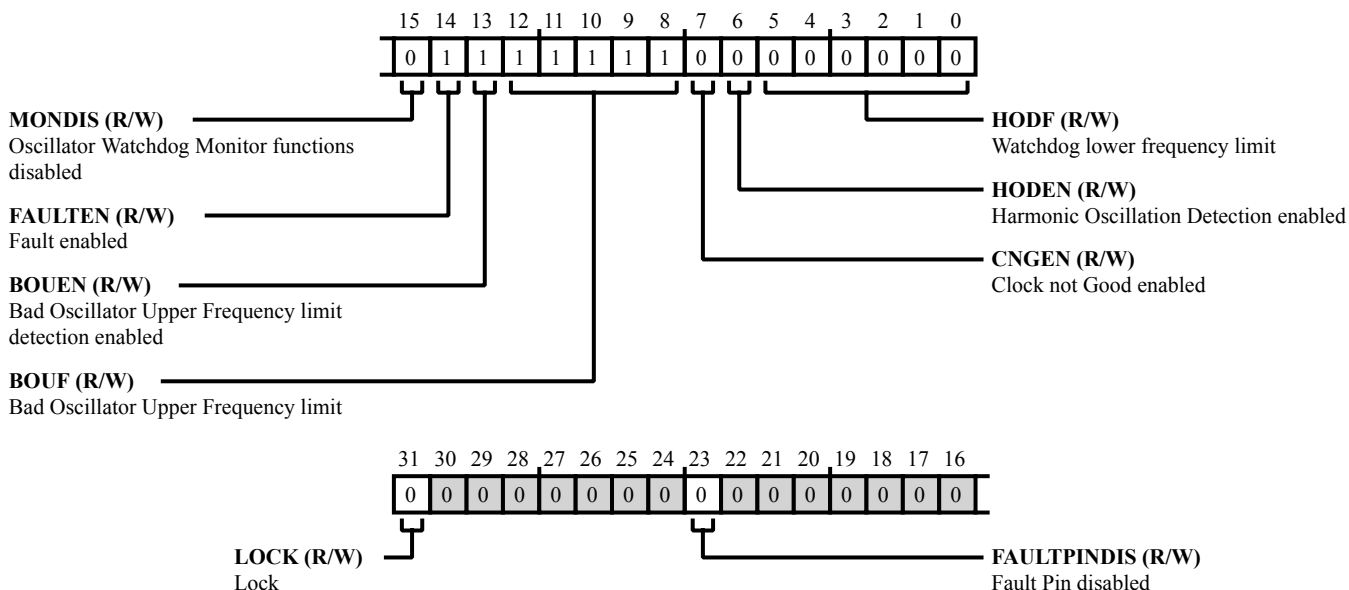 15 14 13 12 11 10 9 8 7 6 5 4 3 2 1 0
0 1 1 1 1 1 1 1 0 0 0 0 0 0 0 0
MONDIS (R/W)
Oscillator Watchdog Monitor functions
disabled
FAULTEN (R/W)
Fault enabled
BOUEN (R/W)
Bad Oscillator Upper Frequency limit
detection enabled
BOUF (R/W)
Bad Oscillator Upper Frequency limit
HODF (R/W)
Watchdog lower frequency limit
HODEN (R/W)
Harmonic Oscillation Detection enabled
CNGEN (R/W)
Clock not Good enabled
31 30 29 28 27 26 25 24 23 22 21 20 19 18 17 16
0 0 0 0 0 0 0 0 0 0 0 0 0 0 0 0
LOCK (R/W)
Lock
FAULTPINDIS (R/W)
Fault Pin disabled